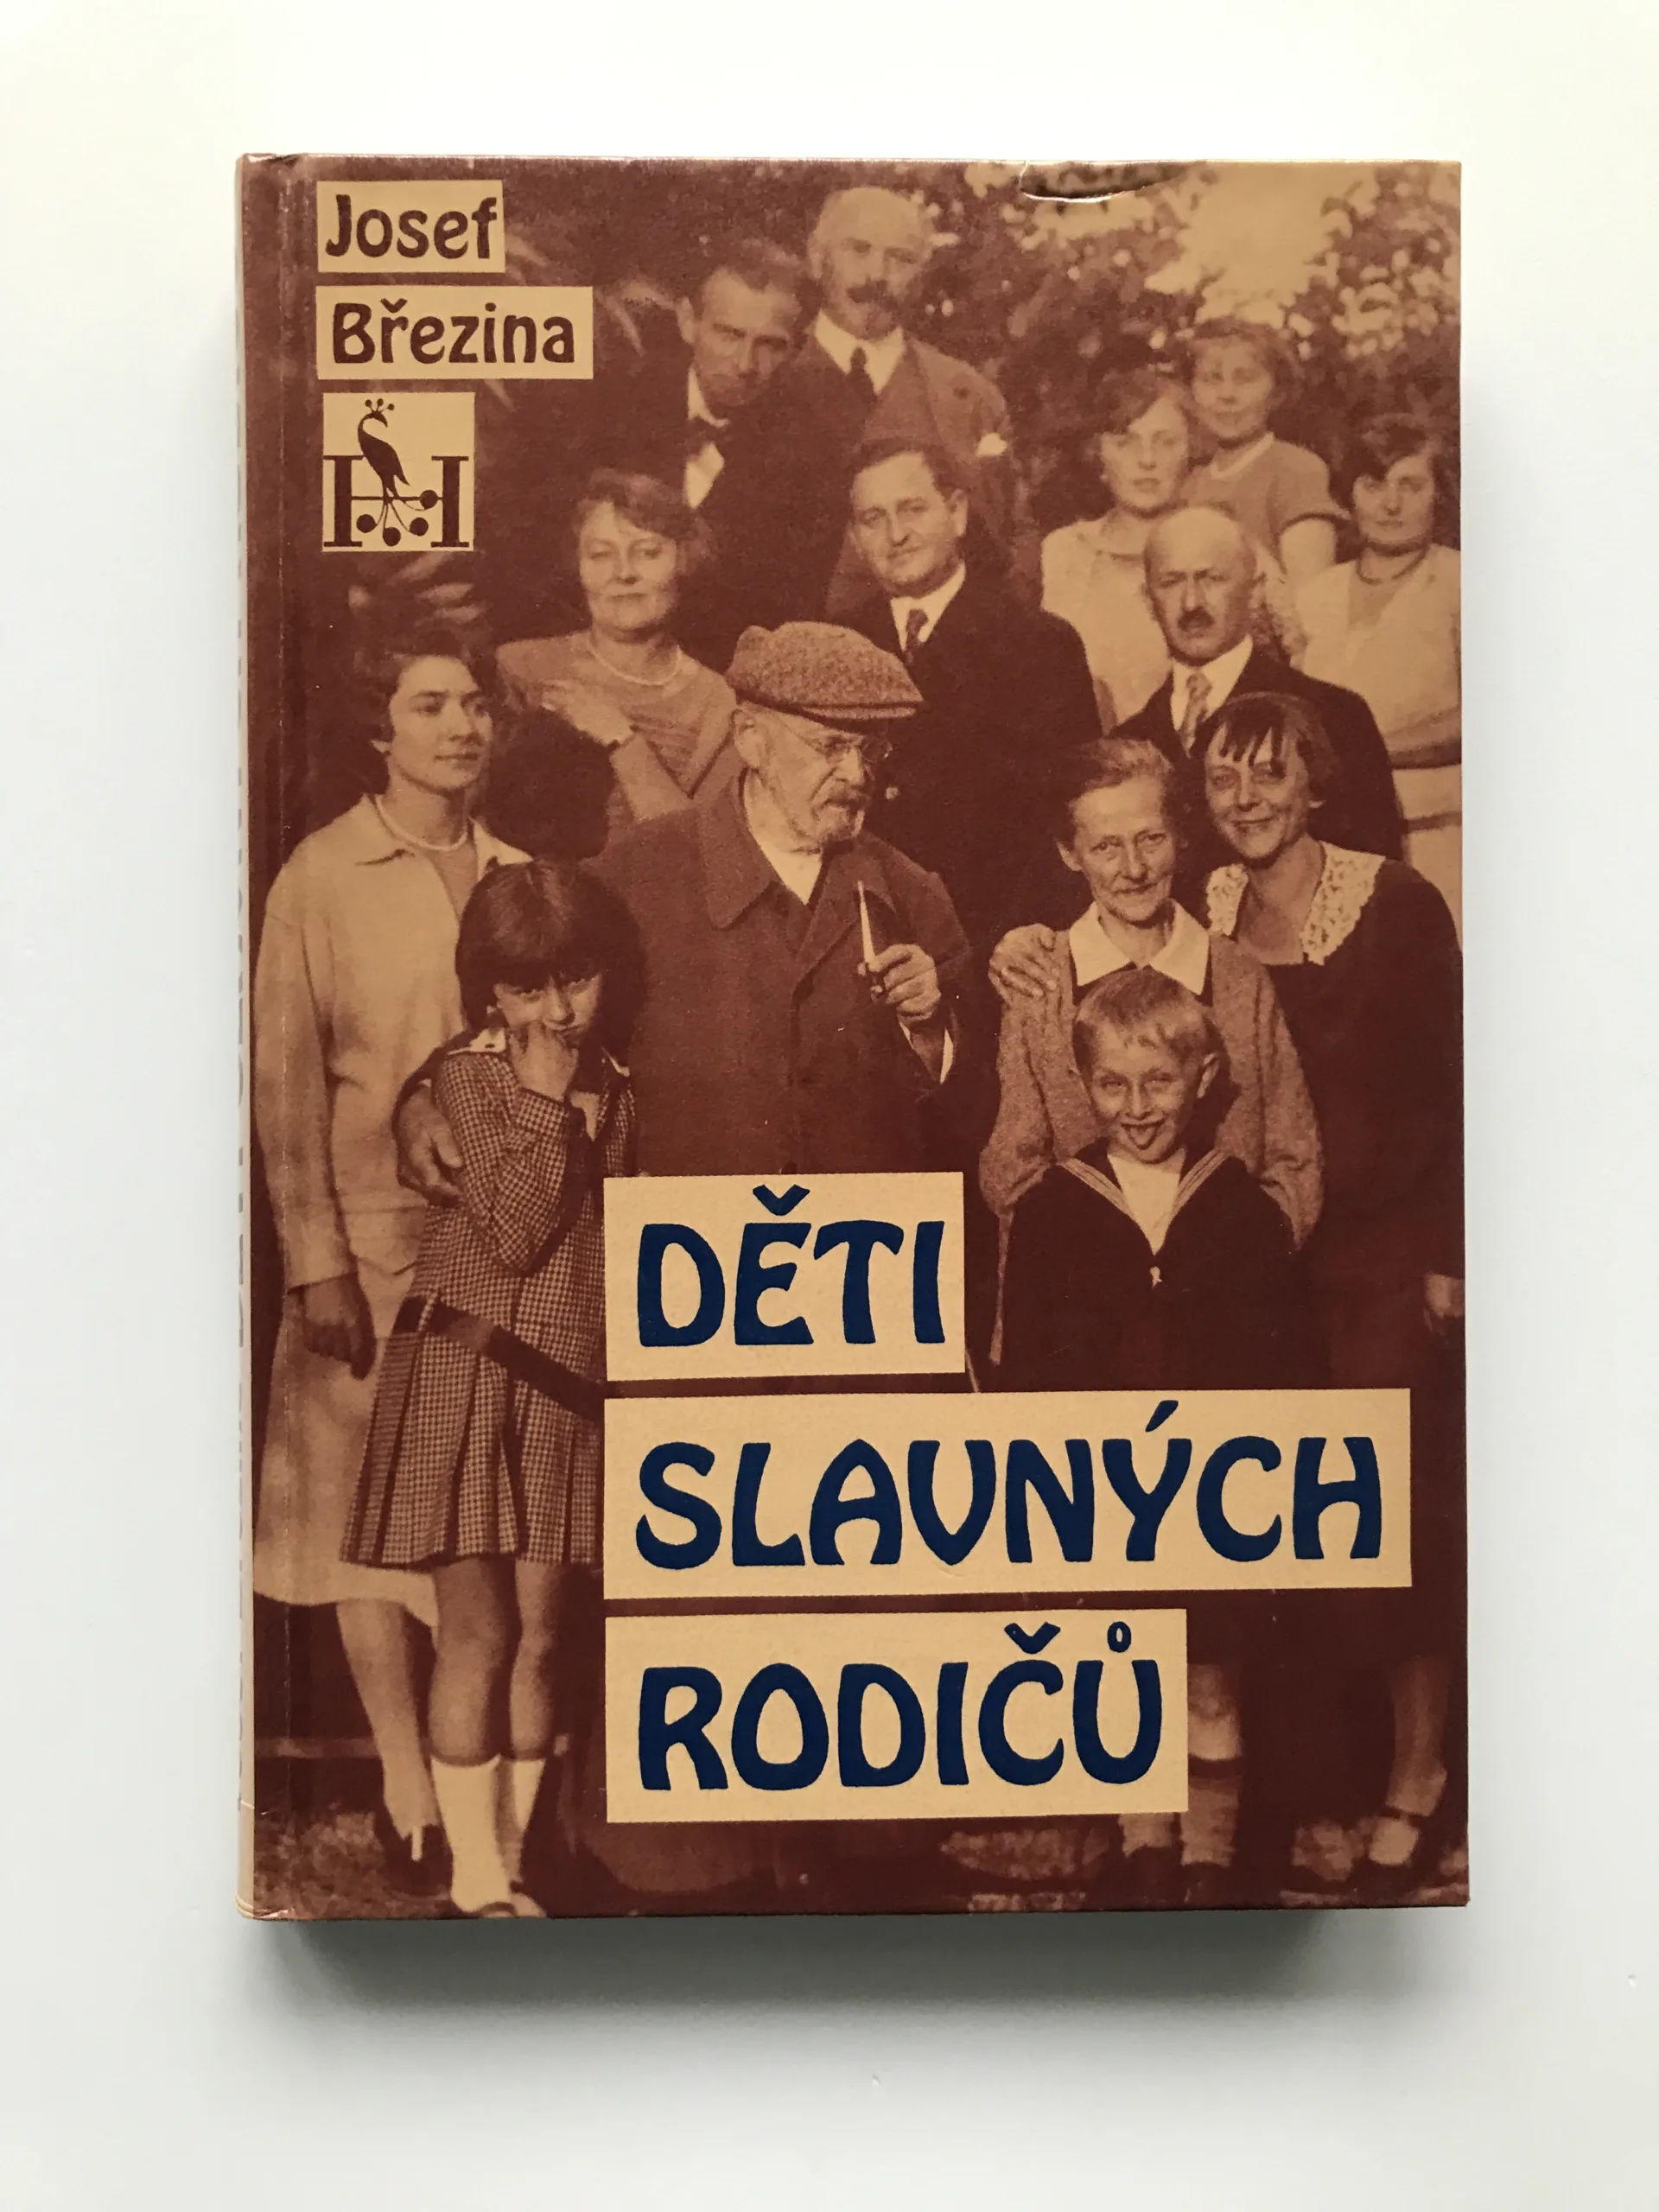 Josef
Březina
H
DĚTI
SLAVNÝCH
RODIČŮ